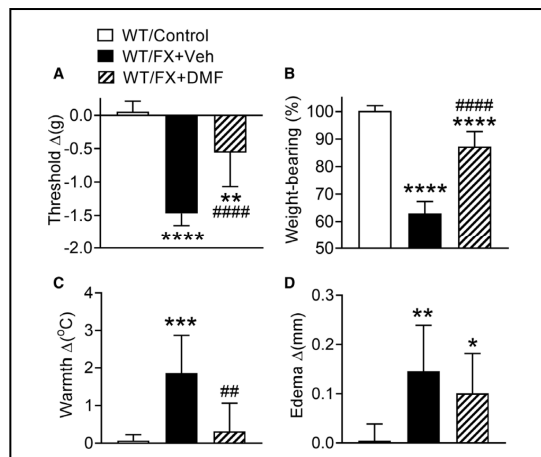 WT/Control
WT/FX+Veh
WT/FX+DMF
A
Threshold Δ(g)
0.0
-0.5
-1.0
-1.5
-2.0
**
####
****
B
Weight-bearing (%)
100
90
80
70
60
50
####
****
****
C
Warmth Δ(°C)
4
3
2
1
0
***
##
D
Edema Δ(mm)
0.3
0.2
0.1
0.0
**
*